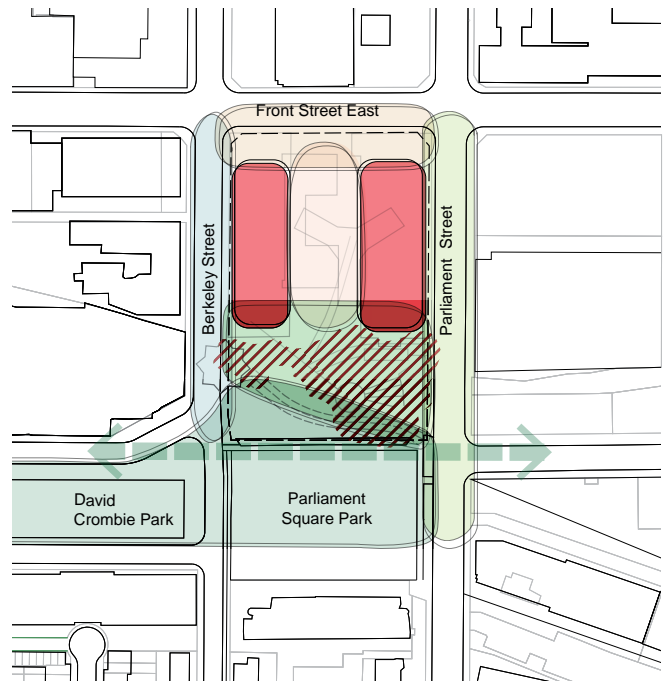 Front Street East
Berkeley Street
Parliament Street
David
Crombie Park
Parliament
Square Park